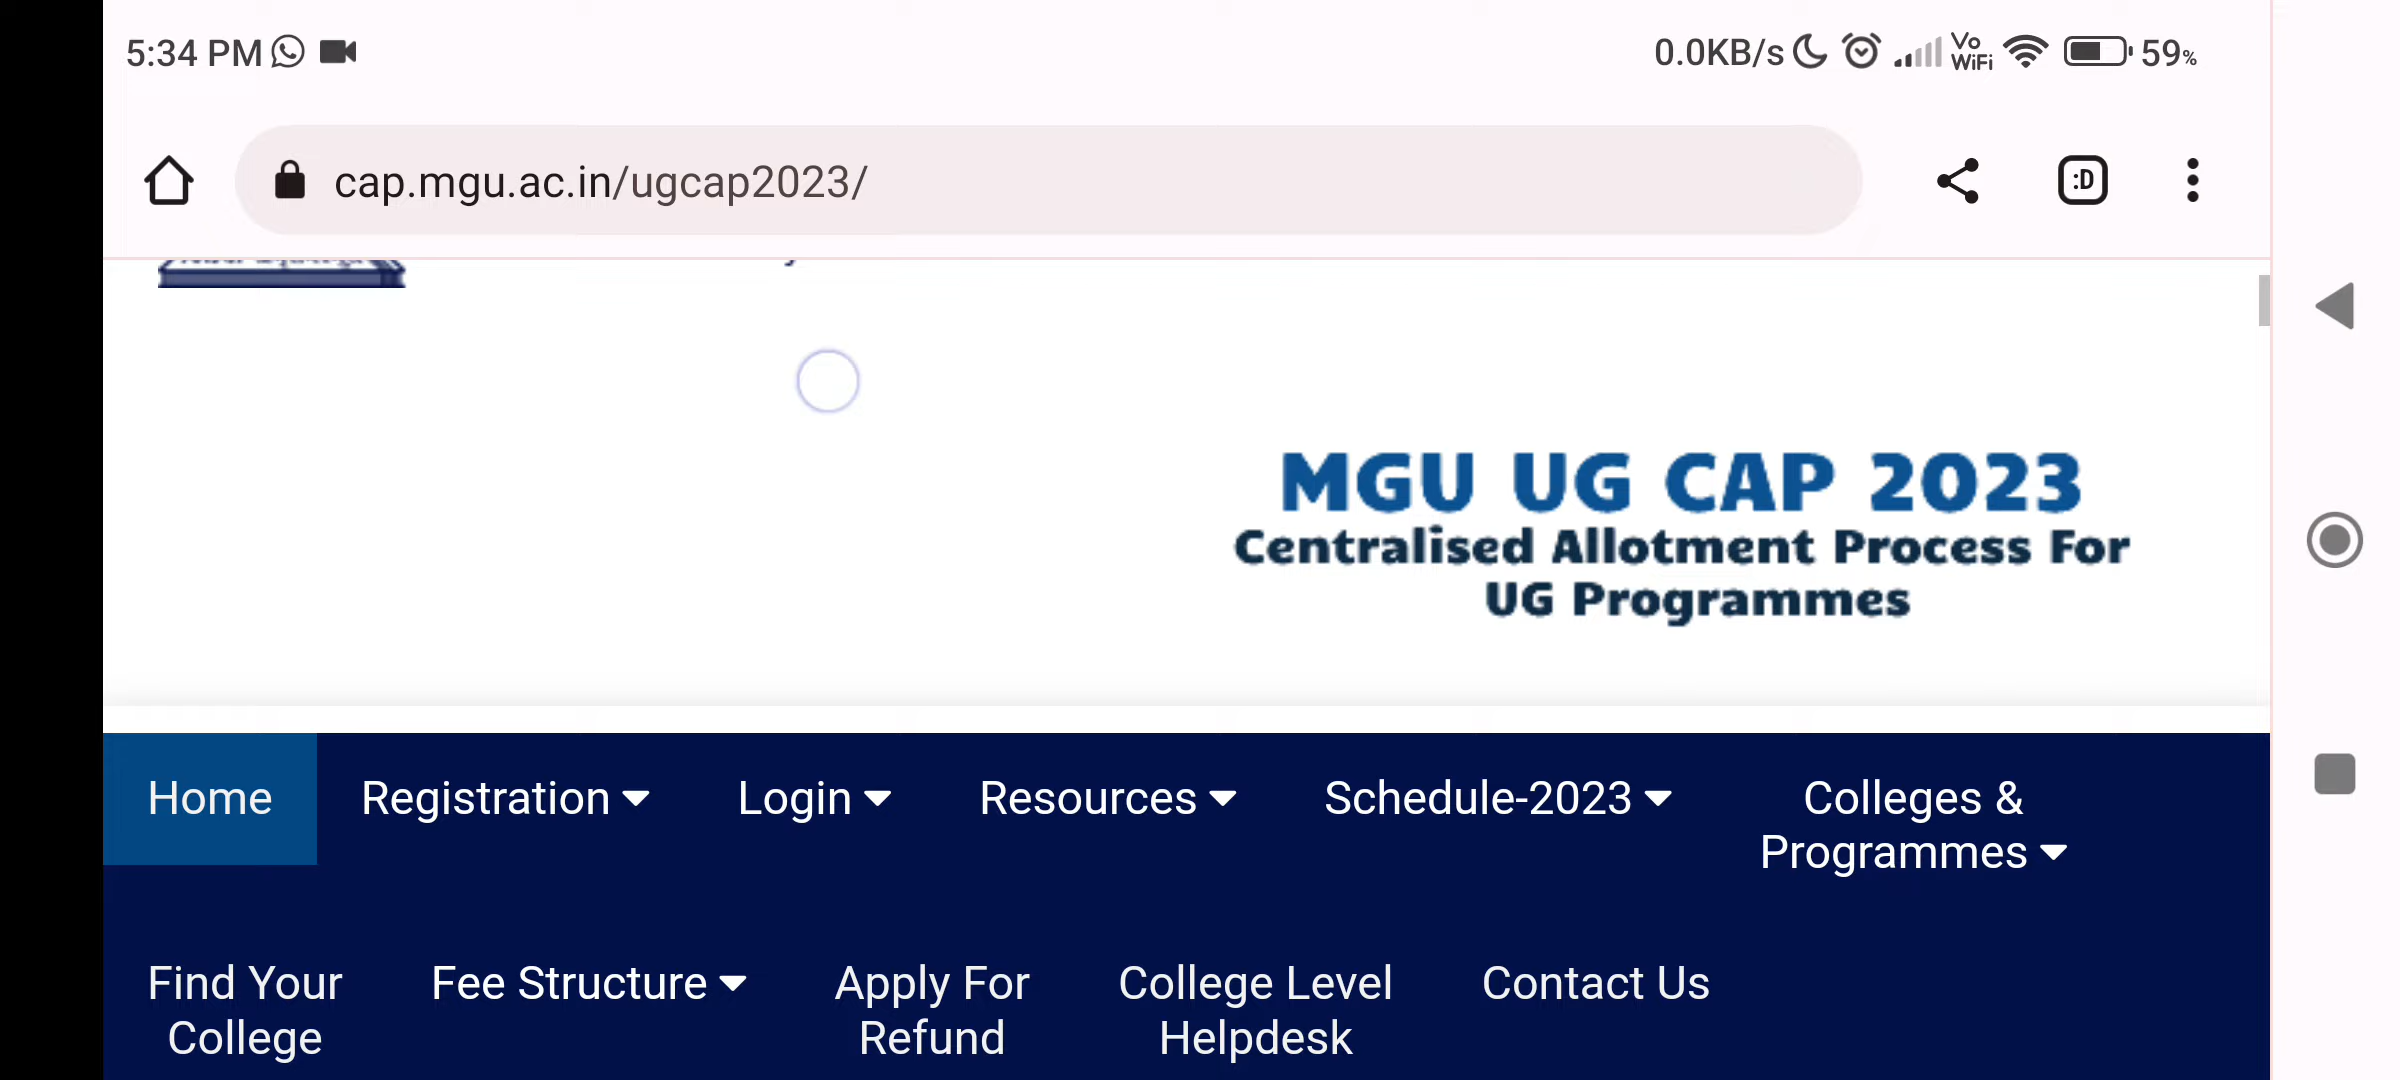 5:34 PM
0.0KB/s Vo WiFi 59%
cap.mgu.ac.in/ugcap2023/
:D
MGU UG CAP 2023
Centralised Allotment Process For
UG Programmes
Home Registration Login Resources Schedule-2023 Colleges &
Programmes
Find Your Fee Structure Apply For College Level Contact Us
College Refund Helpdesk